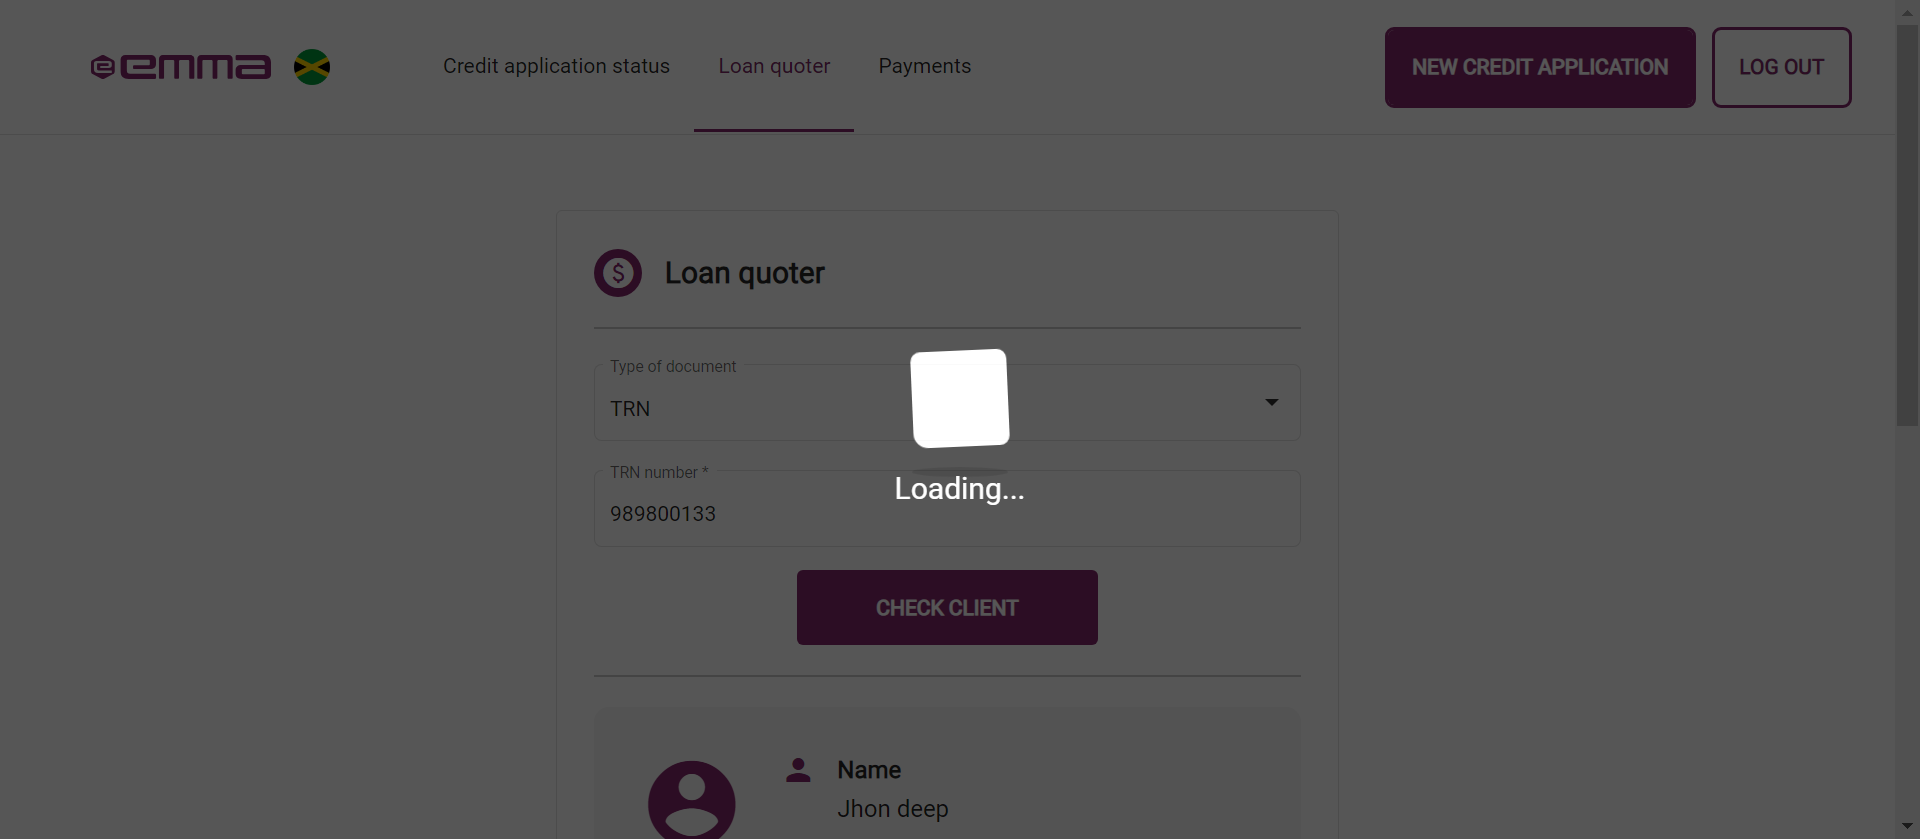 emma
Credit application status
Loan quoter
Payments
NEW CREDIT APPLICATION
LOG OUT
$ Loan quoter
Type of document
TRN
TRN number *
989800133
Loading...
CHECK CLIENT
Name
Jhon deep